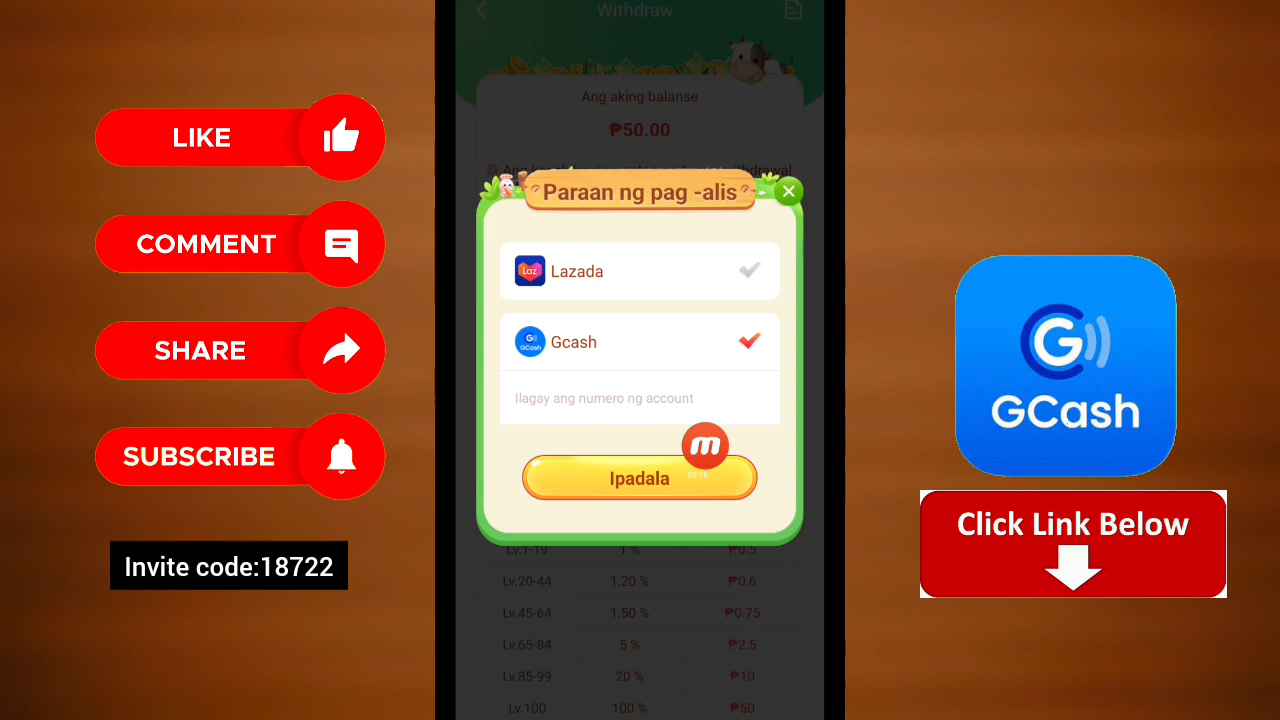 LIKE
COMMENT
SHARE
SUBSCRIBE
Invite code:18722
Withdraw
Ang aking balanse
₱50.00
Paraan ng pag -alis
Laz
Lazada
G
GCash
Gcash
Ilagay ang numero ng account
m
Ipadala
Lv.1-19 1 % ₱0.5
Lv.20-44 1.20 % ₱0.6
Lv.45-64 1.50 % ₱0.75
Lv.65-84 5 % ₱2.5
Lv.85-99 20 % ₱10
Lv.100 100 % ₱50
G
GCash
Click Link Below